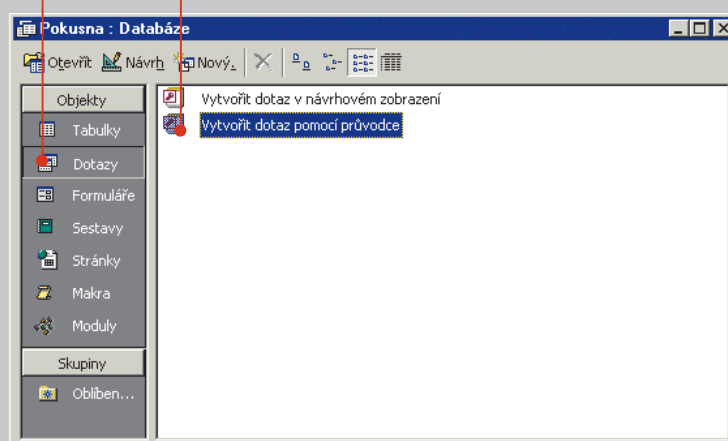 Pokusna : Databáze
Otevřít Návrh Nový
Objekty
Tabulky
Dotazy
Formuláře
Sestavy
Stránky
Makra
Moduly
Skupiny
Obliben...
Vytvořit dotaz v návrhovém zobrazení
Vytvořit dotaz pomocí průvodce